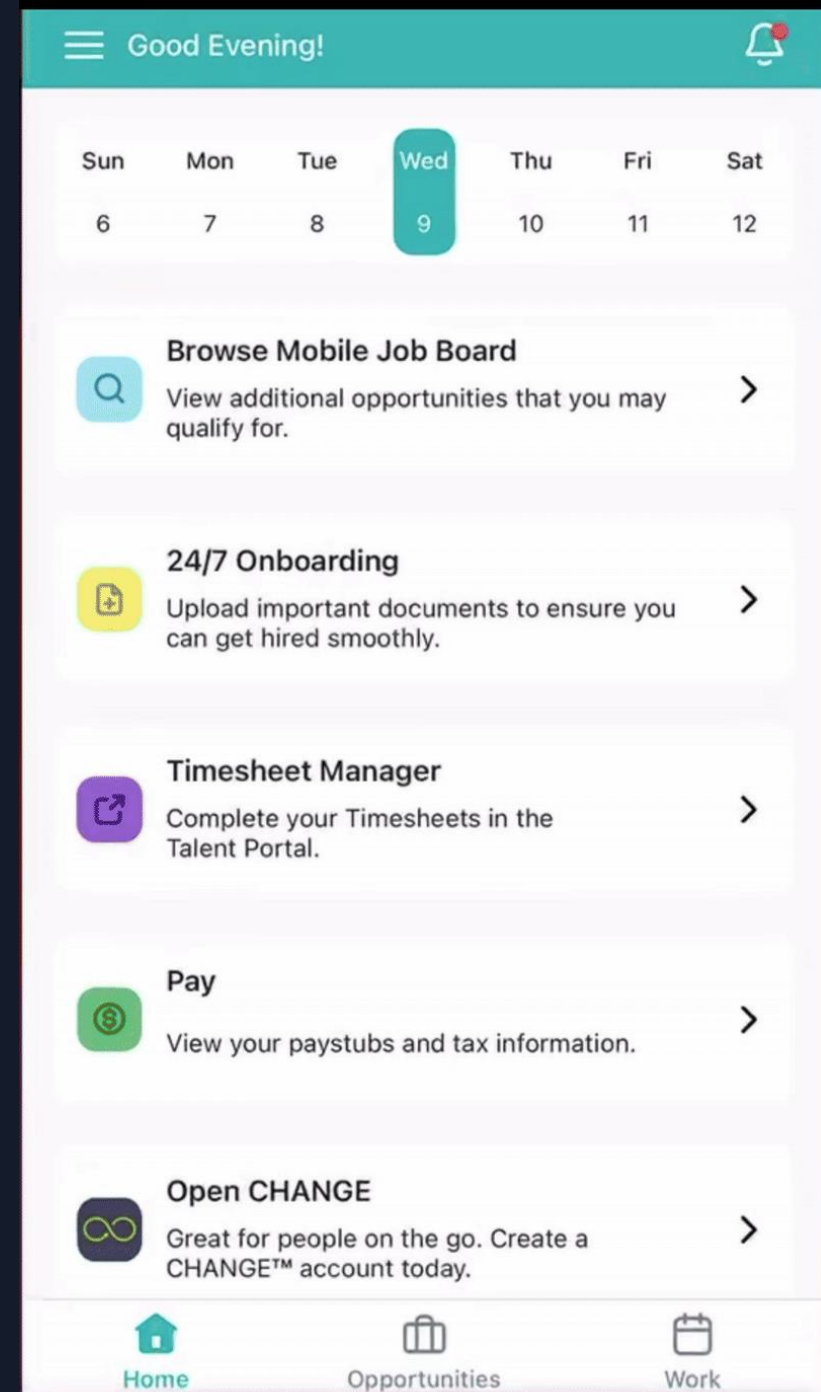 Good Evening!
Sun Mon Tue Wed Thu Fri Sat
6 7 8 9 10 11 12
Browse Mobile Job Board
View additional opportunities that you may
qualify for.
24/7 Onboarding
Upload important documents to ensure you
can get hired smoothly.
Timesheet Manager
Complete your Timesheets in the
Talent Portal.
Pay
View your paystubs and tax information.
Open CHANGE
Great for people on the go. Create a
CHANGE™ account today.
Home Opportunities Work